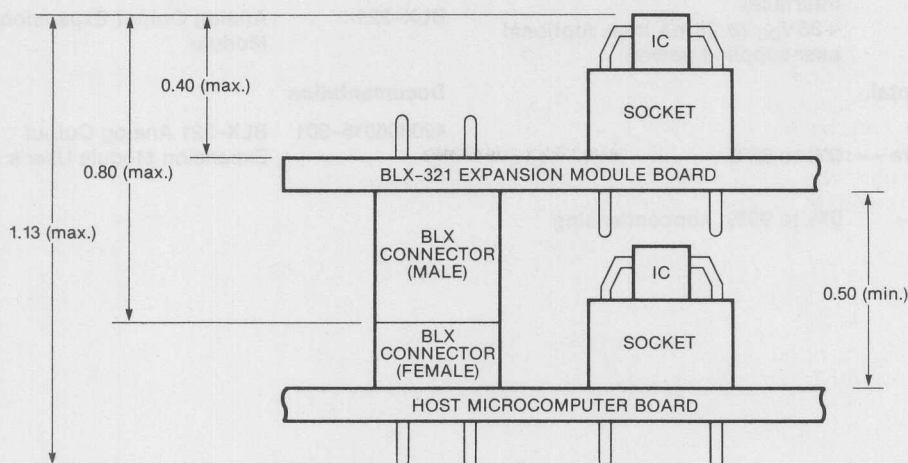 IC
0.40 (max.)
SOCKET
BLX-321 EXPANSION MODULE BOARD
0.80 (max.)
1.13 (max.)
BLX
CONNECTOR
(MALE)
IC
0.50 (min.)
BLX
CONNECTOR
(FEMALE)
SOCKET
HOST MICROCOMPUTER BOARD